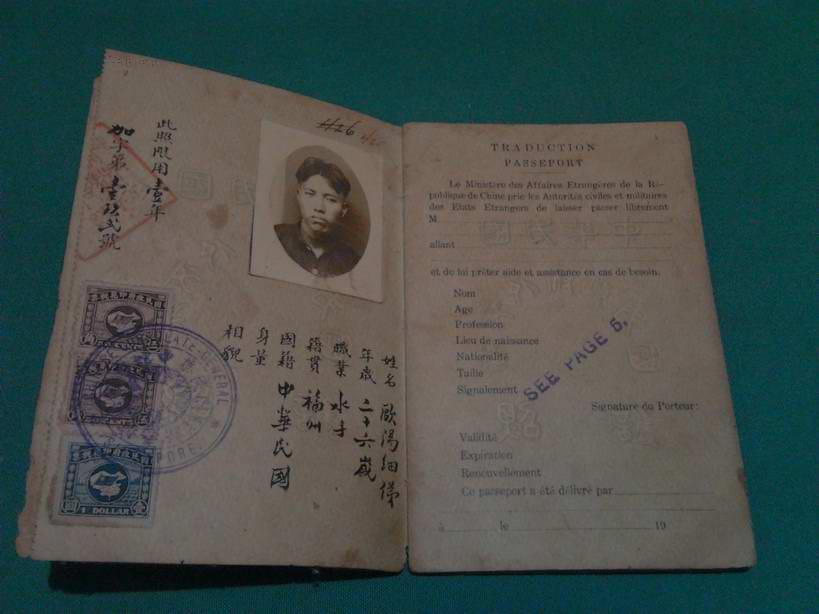 此照限用壹年
加字第壹玖弍號
426
姓名 歐陽細
年歲 二十六歲
職業 水手
籍貫 福州
國籍 中華民國
身量
相貌
1 DOLLAR
TRADUCTION
PASSEPORT
Le Ministère des Affaires Etrangères de la Ré-
publique de Chine prie les Autorités civiles et militaires
des Etats Etrangers de laisser passer librement
M
allant
et de lui prêter aide et assistance en cas de besoin.
Nom
Age
Profession
Lieu de naissance
Nationalité
Taille
Signalement
SEE PAGE 5.
Signature du Porteur:
Validité
Expiration
Renouvellement
Ce passeport a été délivré par
à le 19